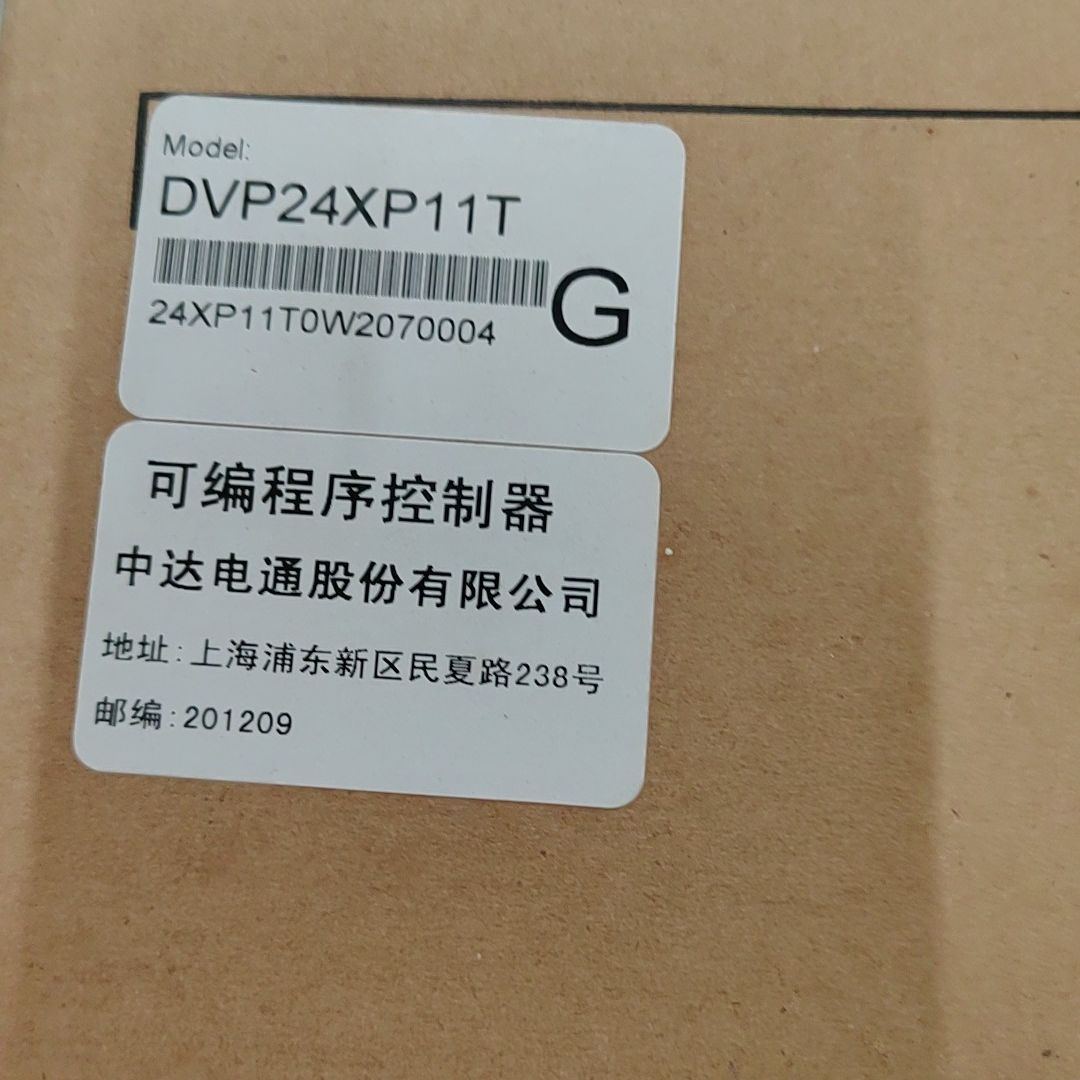 Model:
DVP24XP11T
24XP11T0W2070004
G
可编程序控制器
中达电通股份有限公司
地址:上海浦东新区民夏路238号
邮编:201209